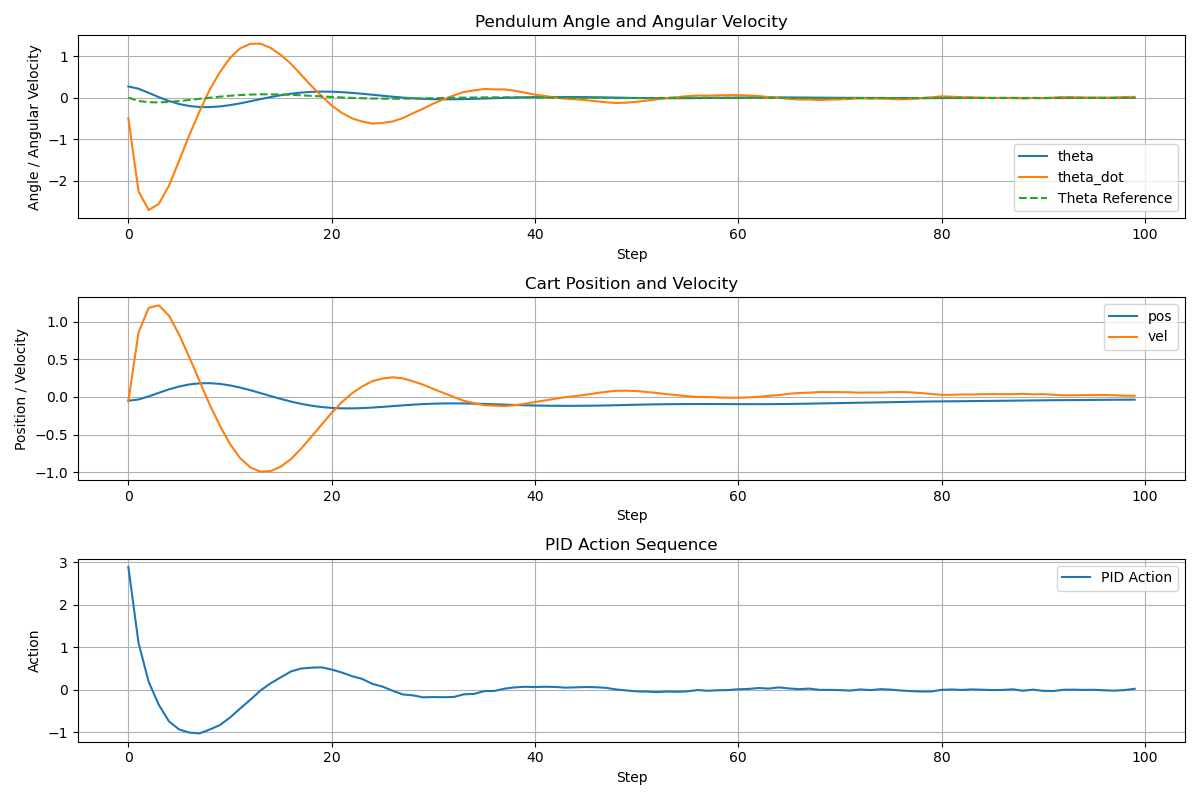 Pendulum Angle and Angular Velocity
Angle / Angular Velocity
1
0
−1
−2
theta
theta_dot
Theta Reference
0 20 40 60 80 100
Step
Cart Position and Velocity
Position / Velocity
1.0
0.5
0.0
−0.5
−1.0
pos
vel
0 20 40 60 80 100
Step
PID Action Sequence
Action
3
2
1
0
−1
PID Action
0 20 40 60 80 100
Step